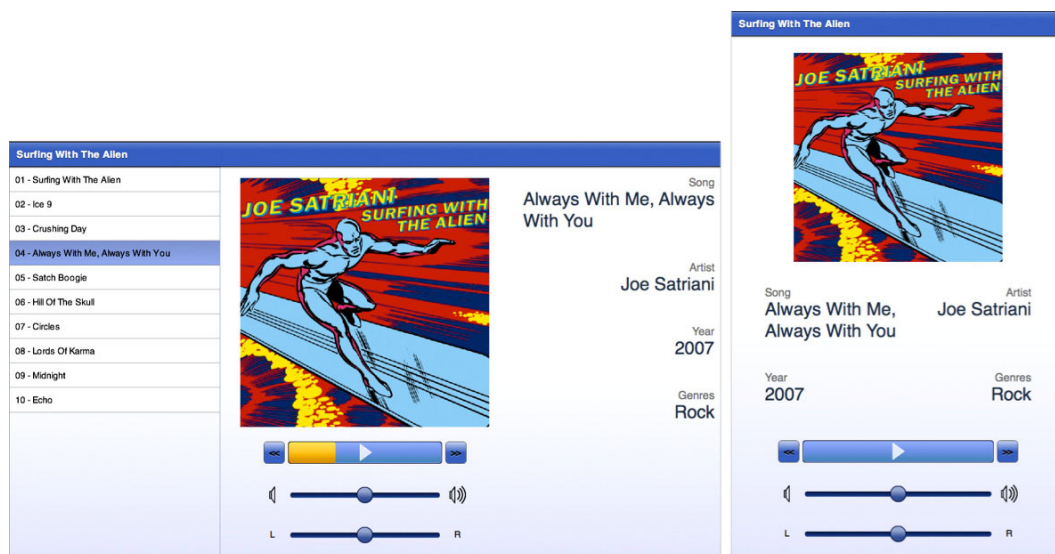 Surfing With The Alien
01 - Surfing With The Alien
02 - Ice 9
03 - Crushing Day
04 - Always With Me, Always With You
05 - Satch Boogie
06 - Hill Of The Skull
07 - Circles
08 - Lords Of Karma
09 - Midnight
10 - Echo
JOE SATRIANI
SURFING WITH
THE ALIEN
<<
>>
L
R
Song
Always With Me, Always
With You
Artist
Joe Satriani
Year
2007
Genres
Rock
Surfing With The Alien
JOE SATRIANI
SURFING WITH
THE ALIEN
Song
Always With Me,
Always With You
Artist
Joe Satriani
Year
2007
Genres
Rock
<<
>>
L
R